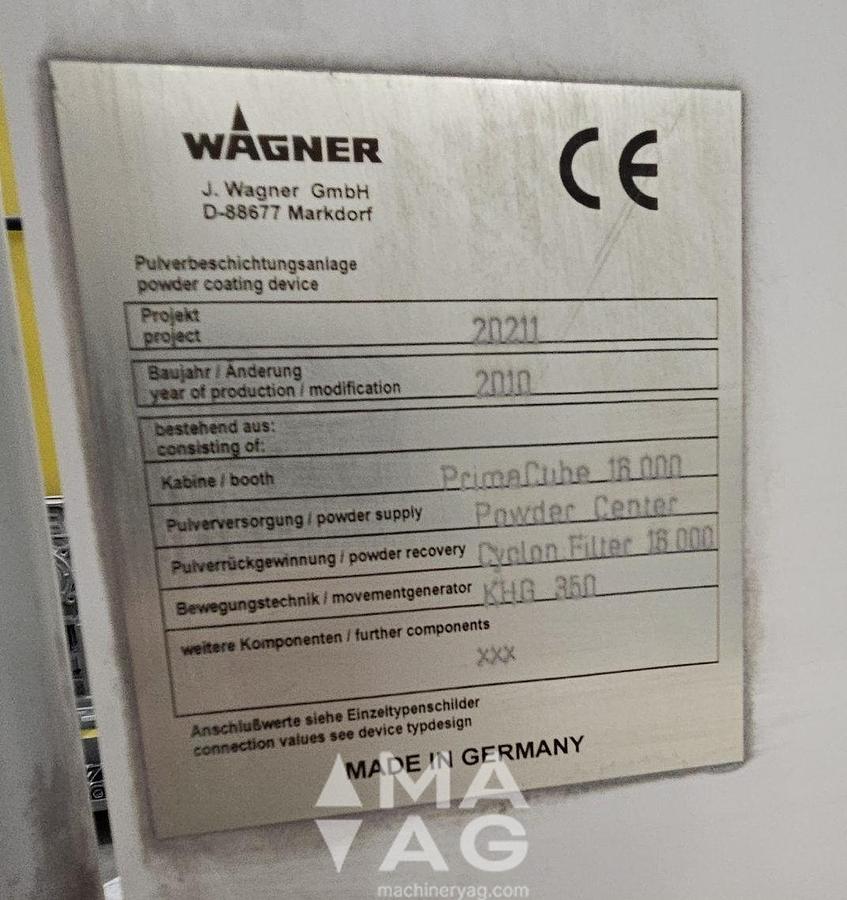 WAGNER
J. Wagner GmbH
D-88677 Markdorf
CE
Pulverbeschichtungsanlage
powder coating device
Projekt
project 20211
Baujahr / Änderung
year of production / modification 2010
bestehend aus:
consisting of:
Kabine / booth PrimaCube 16 000
Pulverversorgung / powder supply Powder Center
Pulverrückgewinnung / powder recovery Cyclon Filter 16 000
Bewegungstechnik / movementgenerator KHG 350
weitere Komponenten / further components
xxx
Anschlußwerte siehe Einzeltypenschilder
connection values see device typdesign
MADE IN GERMANY
MA
AG
machineryag.com